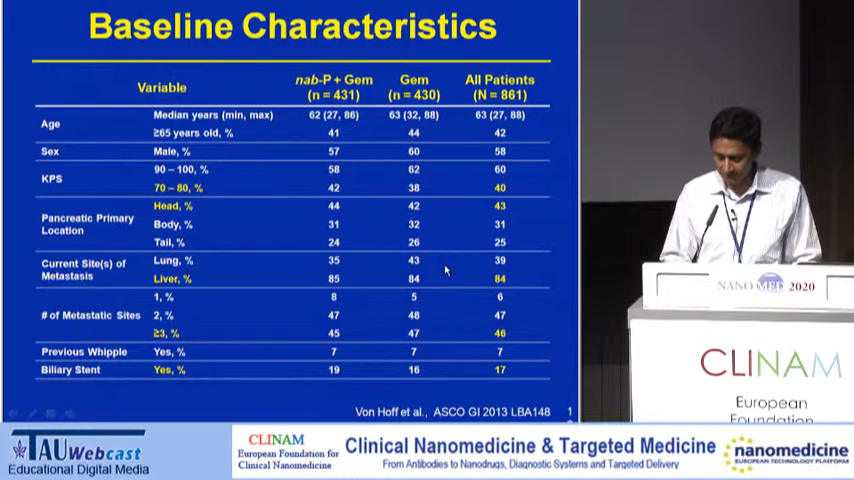 Baseline Characteristics
Variable
nab-P + Gem (n = 431)
Gem (n = 430)
All Patients (N = 861)
Age
Median years (min, max) 62 (27, 86) 63 (32, 88) 63 (27, 88)
≥65 years old, % 41 44 42
Sex Male, % 57 60 58
KPS
90 – 100, % 58 62 60
70 – 80, % 42 38 40
Pancreatic Primary Location
Head, % 44 42 43
Body, % 31 32 31
Tail, % 24 26 25
Current Site(s) of Metastasis
Lung, % 35 43 39
Liver, % 85 84 84
# of Metastatic Sites
1, % 8 5 6
2, % 47 48 47
≥3, % 45 47 46
Previous Whipple Yes, % 7 7 7
Biliary Stent Yes, % 19 16 17
Von Hoff et al., ASCO GI 2013 LBA148 1
NANOMED 2020
CLINAM
European
Foundation
TAUWebcast
Educational Digital Media
CLINAM
European Foundation for
Clinical Nanomedicine
Clinical Nanomedicine & Targeted Medicine
From Antibodies to Nanodrugs, Diagnostic Systems and Targeted Delivery
nanomedicine
EUROPEAN TECHNOLOGY PLATFORM